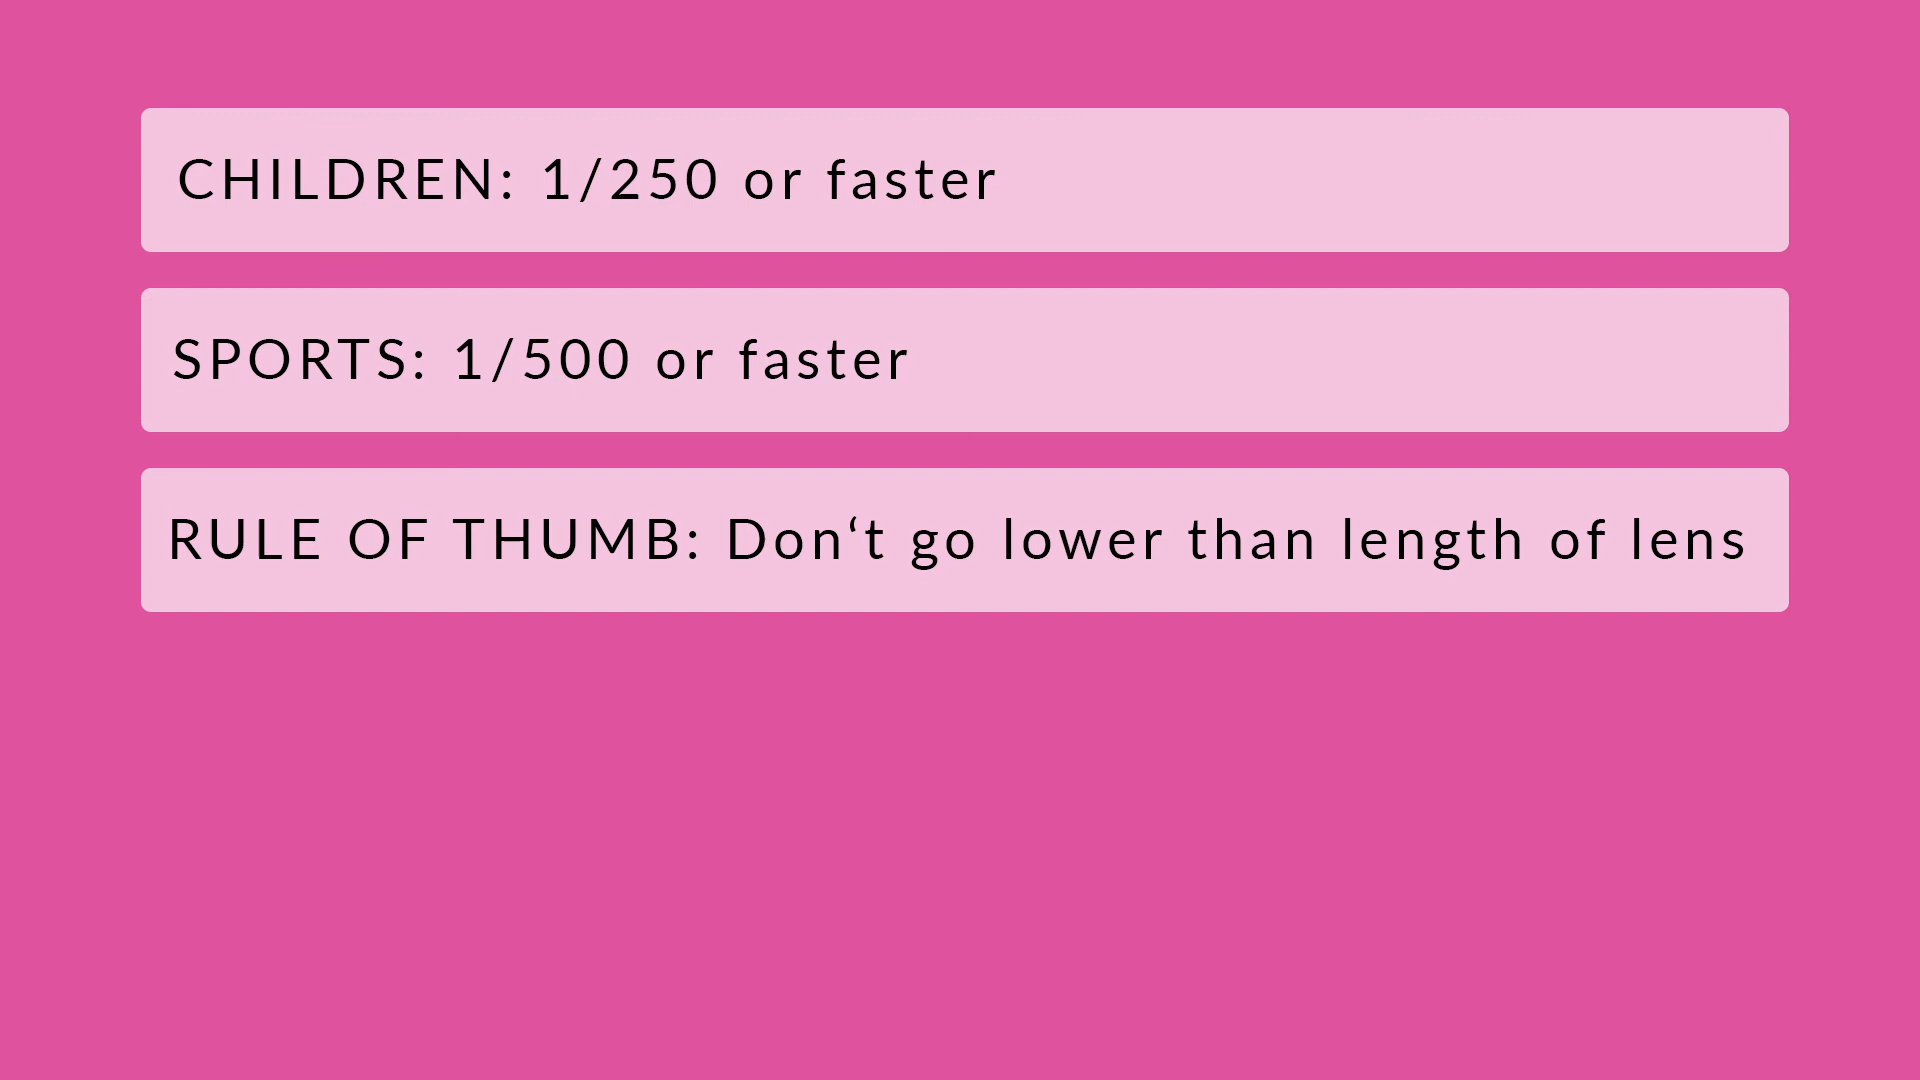 CHILDREN: 1/250 or faster
SPORTS: 1/500 or faster
RULE OF THUMB: Don‘t go lower than length of lens